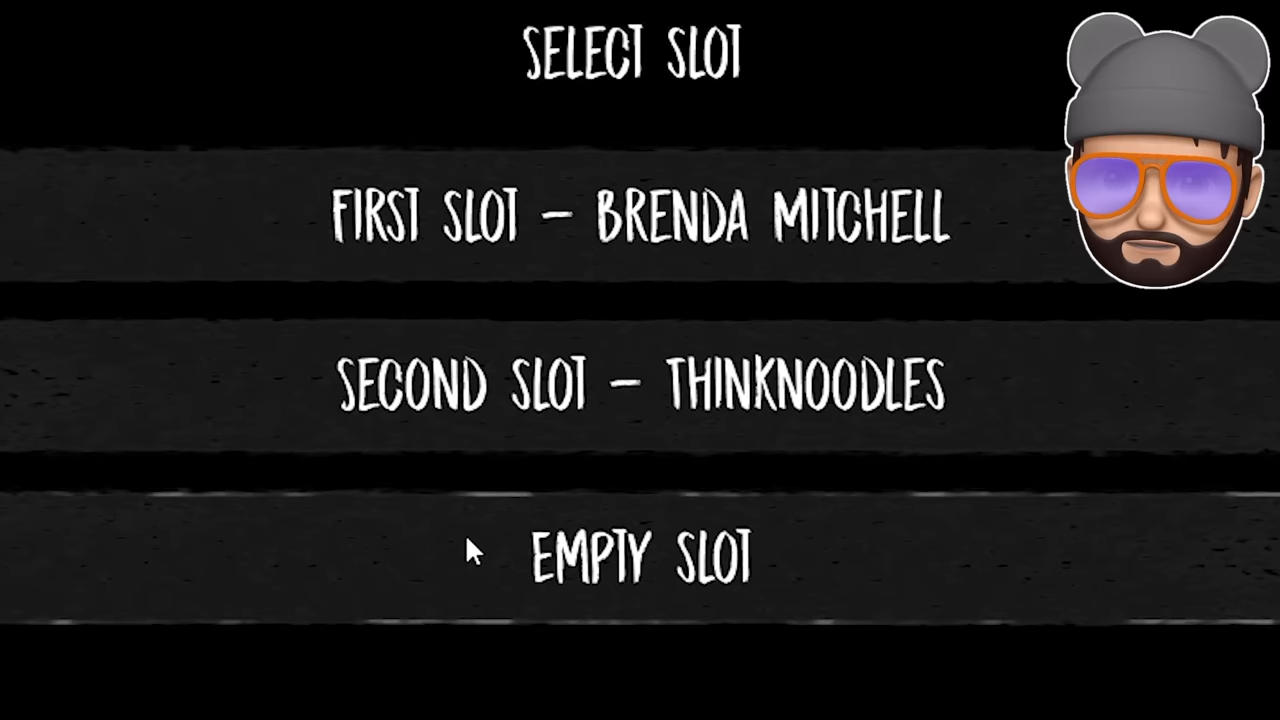 SELECT SLOT
FIRST SLOT – BRENDA MITCHELL
SECOND SLOT – THINKNOODLES
EMPTY SLOT